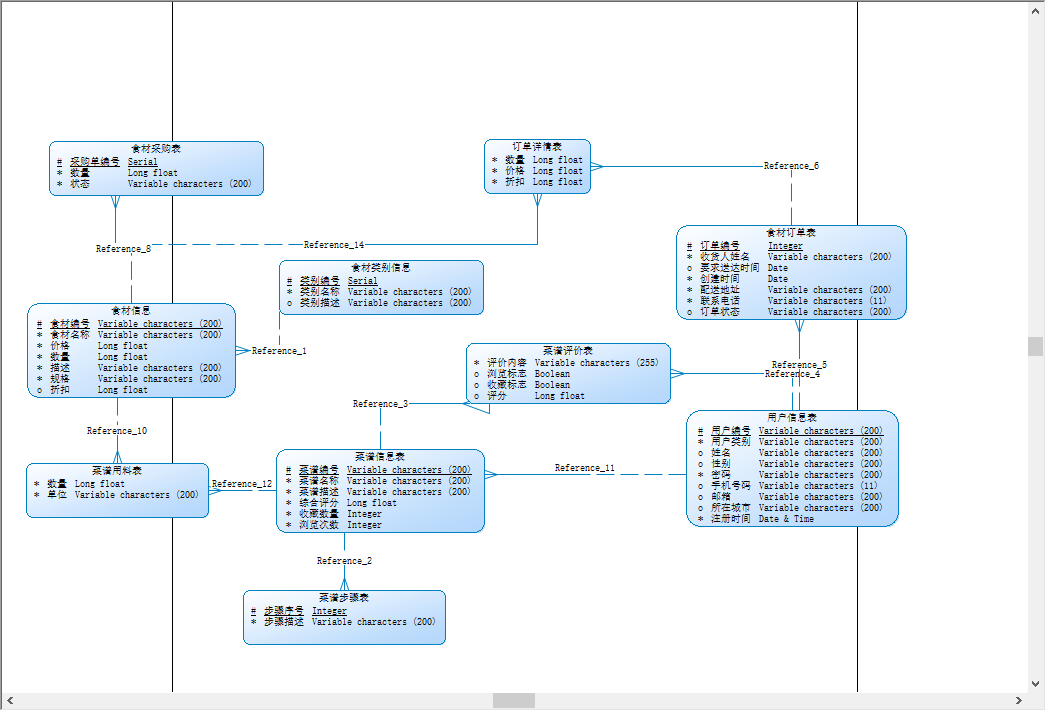 食材采购表
# 采购单编号 Serial
* 数量 Long float
* 状态 Variable characters (200)
订单详情表
* 数量 Long float
* 价格 Long float
* 折扣 Long float
Reference_6
食材订单表
# 订单编号 Integer
* 收货人姓名 Variable characters (200)
o 要求送达时间 Date
* 创建时间 Date
* 配送地址 Variable characters (200)
* 联系电话 Variable characters (11)
o 订单状态 Variable characters (200)
Reference_8
Reference_14
食材类别信息
# 类别编号 Serial
* 类别名称 Variable characters (200)
o 类别描述 Variable characters (200)
食材信息
# 食材编号 Variable characters (200)
* 食材名称 Variable characters (200)
* 价格 Long float
* 数量 Long float
* 描述 Variable characters (200)
* 规格 Variable characters (200)
o 折扣 Long float
Reference_1
菜谱评价表
* 评价内容 Variable characters (255)
o 浏览标志 Boolean
o 收藏标志 Boolean
o 评分 Long float
Reference_5
Reference_4
Reference_3
用户信息表
# 用户编号 Variable characters (200)
* 用户类别 Variable characters (200)
o 姓名 Variable characters (200)
o 性别 Variable characters (200)
* 密码 Variable characters (200)
o 手机号码 Variable characters (11)
o 邮箱 Variable characters (200)
o 所在城市 Variable characters (200)
* 注册时间 Date & Time
Reference_10
菜谱用料表
* 数量 Long float
* 单位 Variable characters (200)
Reference_12
菜谱信息表
# 菜谱编号 Variable characters (200)
* 菜谱名称 Variable characters (200)
* 菜谱描述 Variable characters (200)
* 综合评分 Long float
* 收藏数量 Integer
* 浏览次数 Integer
Reference_11
Reference_2
菜谱步骤表
# 步骤序号 Integer
* 步骤描述 Variable characters (200)